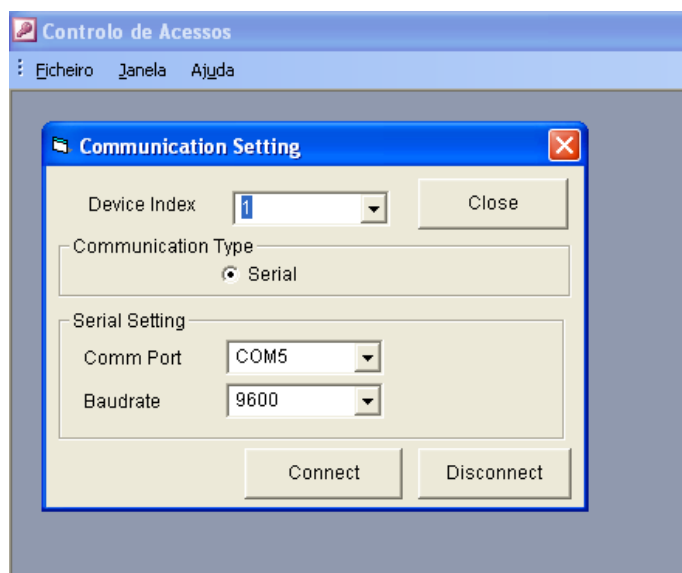 Controlo de Acessos
Ficheiro Janela Ajuda
Communication Setting
Device Index 1 Close
Communication Type
Serial
Serial Setting
Comm Port COM5
Baudrate 9600
Connect Disconnect